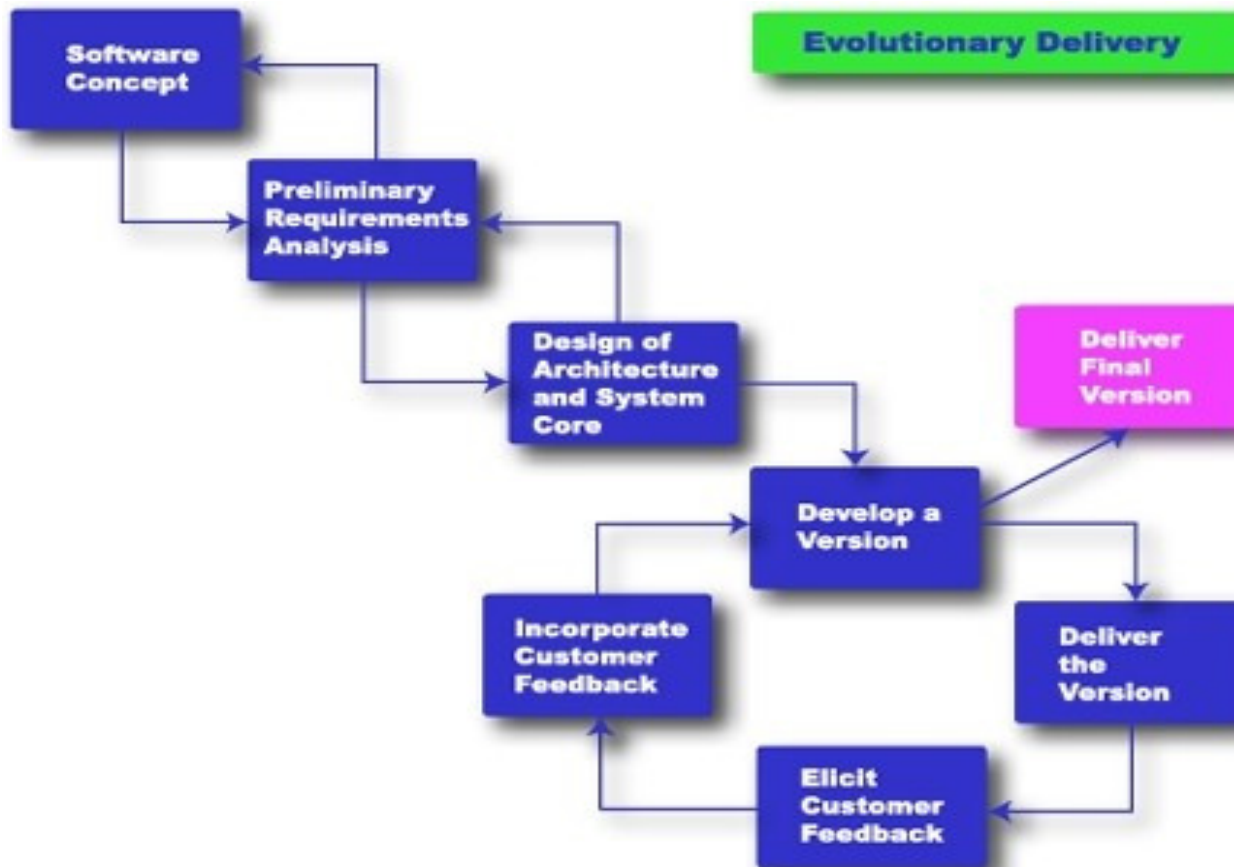 Evolutionary Delivery
Software
Concept
Preliminary
Requirements
Analysis
Design of
Architecture
and System
Core
Deliver
Final
Version
Develop a
Version
Incorporate
Customer
Feedback
Deliver
the
Version
Elicit
Customer
Feedback